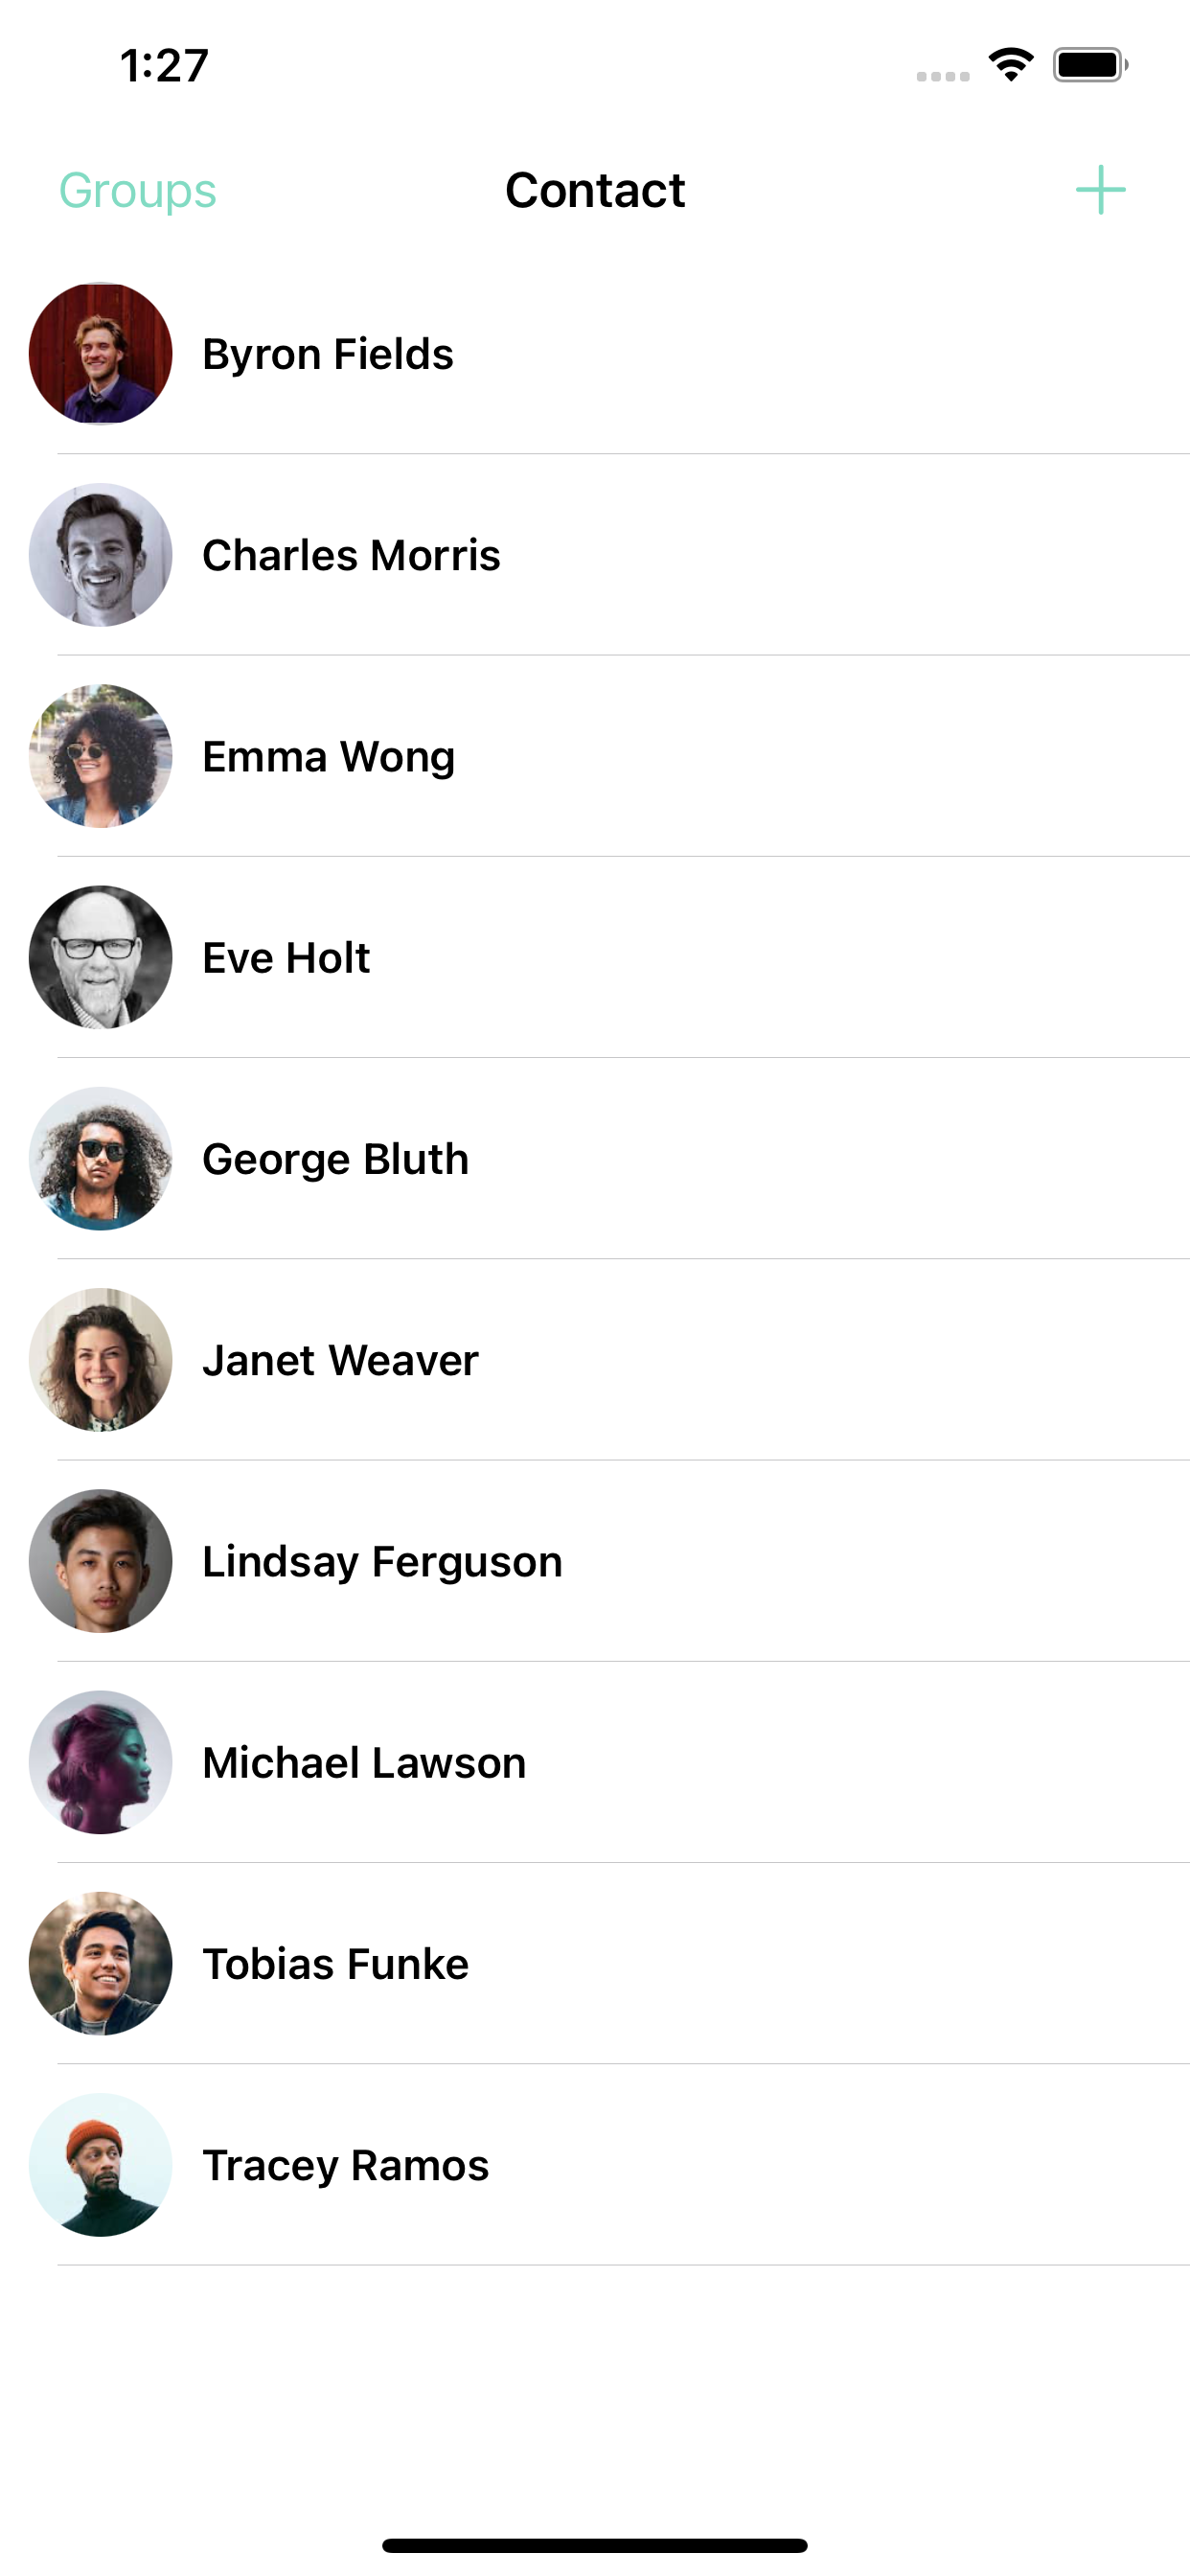 1:27
Groups Contact
Byron Fields
Charles Morris
Emma Wong
Eve Holt
George Bluth
Janet Weaver
Lindsay Ferguson
Michael Lawson
Tobias Funke
Tracey Ramos